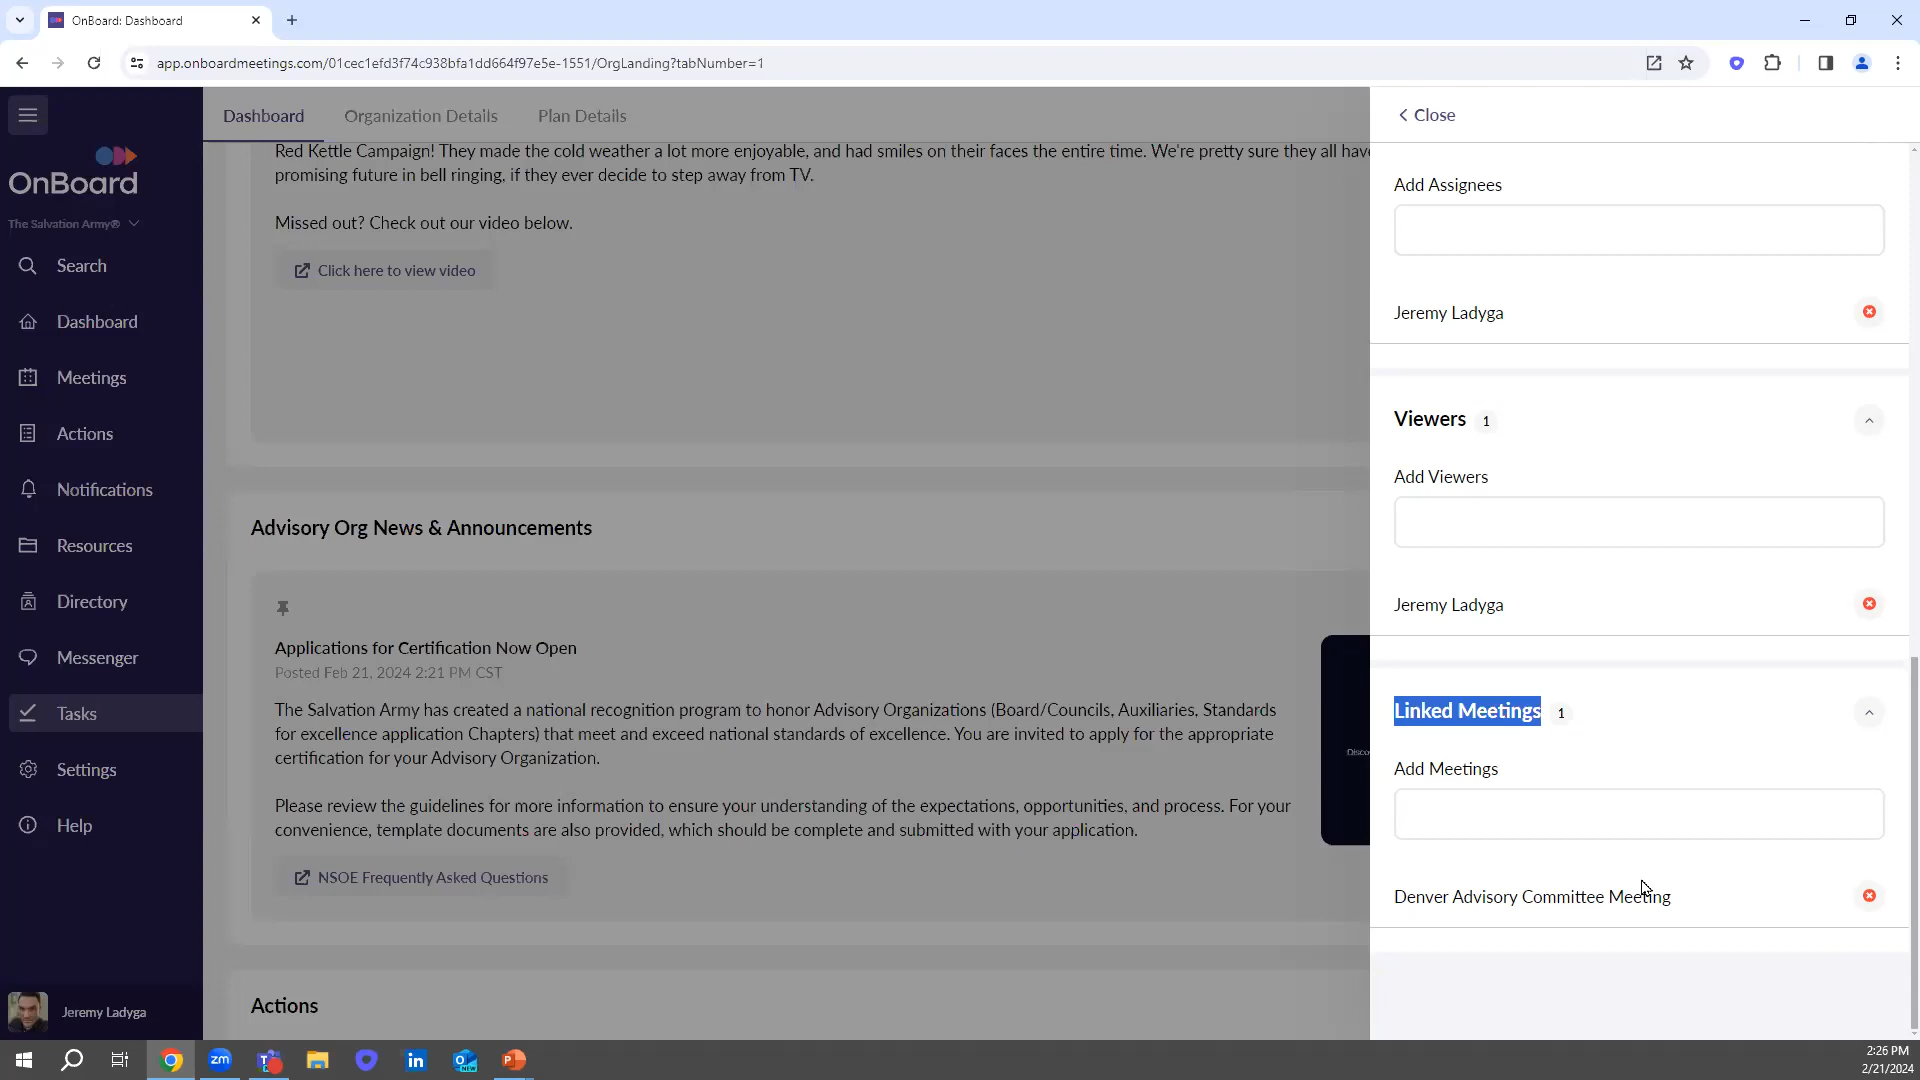 OnBoard: Dashboard
app.onboardmeetings.com/01cec1efd3f74c938bfa1dd664f97e5e-1551/OrgLanding?tabNumber=1
OnBoard
The Salvation Army®
Search
Dashboard
Meetings
Actions
Notifications
Resources
Directory
Messenger
Tasks
Settings
Help
Jeremy Ladyga
Dashboard Organization Details Plan Details
Red Kettle Campaign! They made the cold weather a lot more enjoyable, and had smiles on their faces the entire time. We're pretty sure they all have
promising future in bell ringing, if they ever decide to step away from TV.
Missed out? Check out our video below.
Click here to view video
Advisory Org News & Announcements
Applications for Certification Now Open
Posted Feb 21, 2024 2:21 PM CST
The Salvation Army has created a national recognition program to honor Advisory Organizations (Board/Councils, Auxiliaries, Standards
for excellence application Chapters) that meet and exceed national standards of excellence. You are invited to apply for the appropriate
certification for your Advisory Organization.
Please review the guidelines for more information to ensure your understanding of the expectations, opportunities, and process. For your
convenience, template documents are also provided, which should be complete and submitted with your application.
NSOE Frequently Asked Questions
Disco
Actions
Close
Add Assignees
Jeremy Ladyga
Viewers 1
Add Viewers
Jeremy Ladyga
Linked Meetings 1
Add Meetings
Denver Advisory Committee Meeting
zm
in
NEW
2:26 PM
2/21/2024